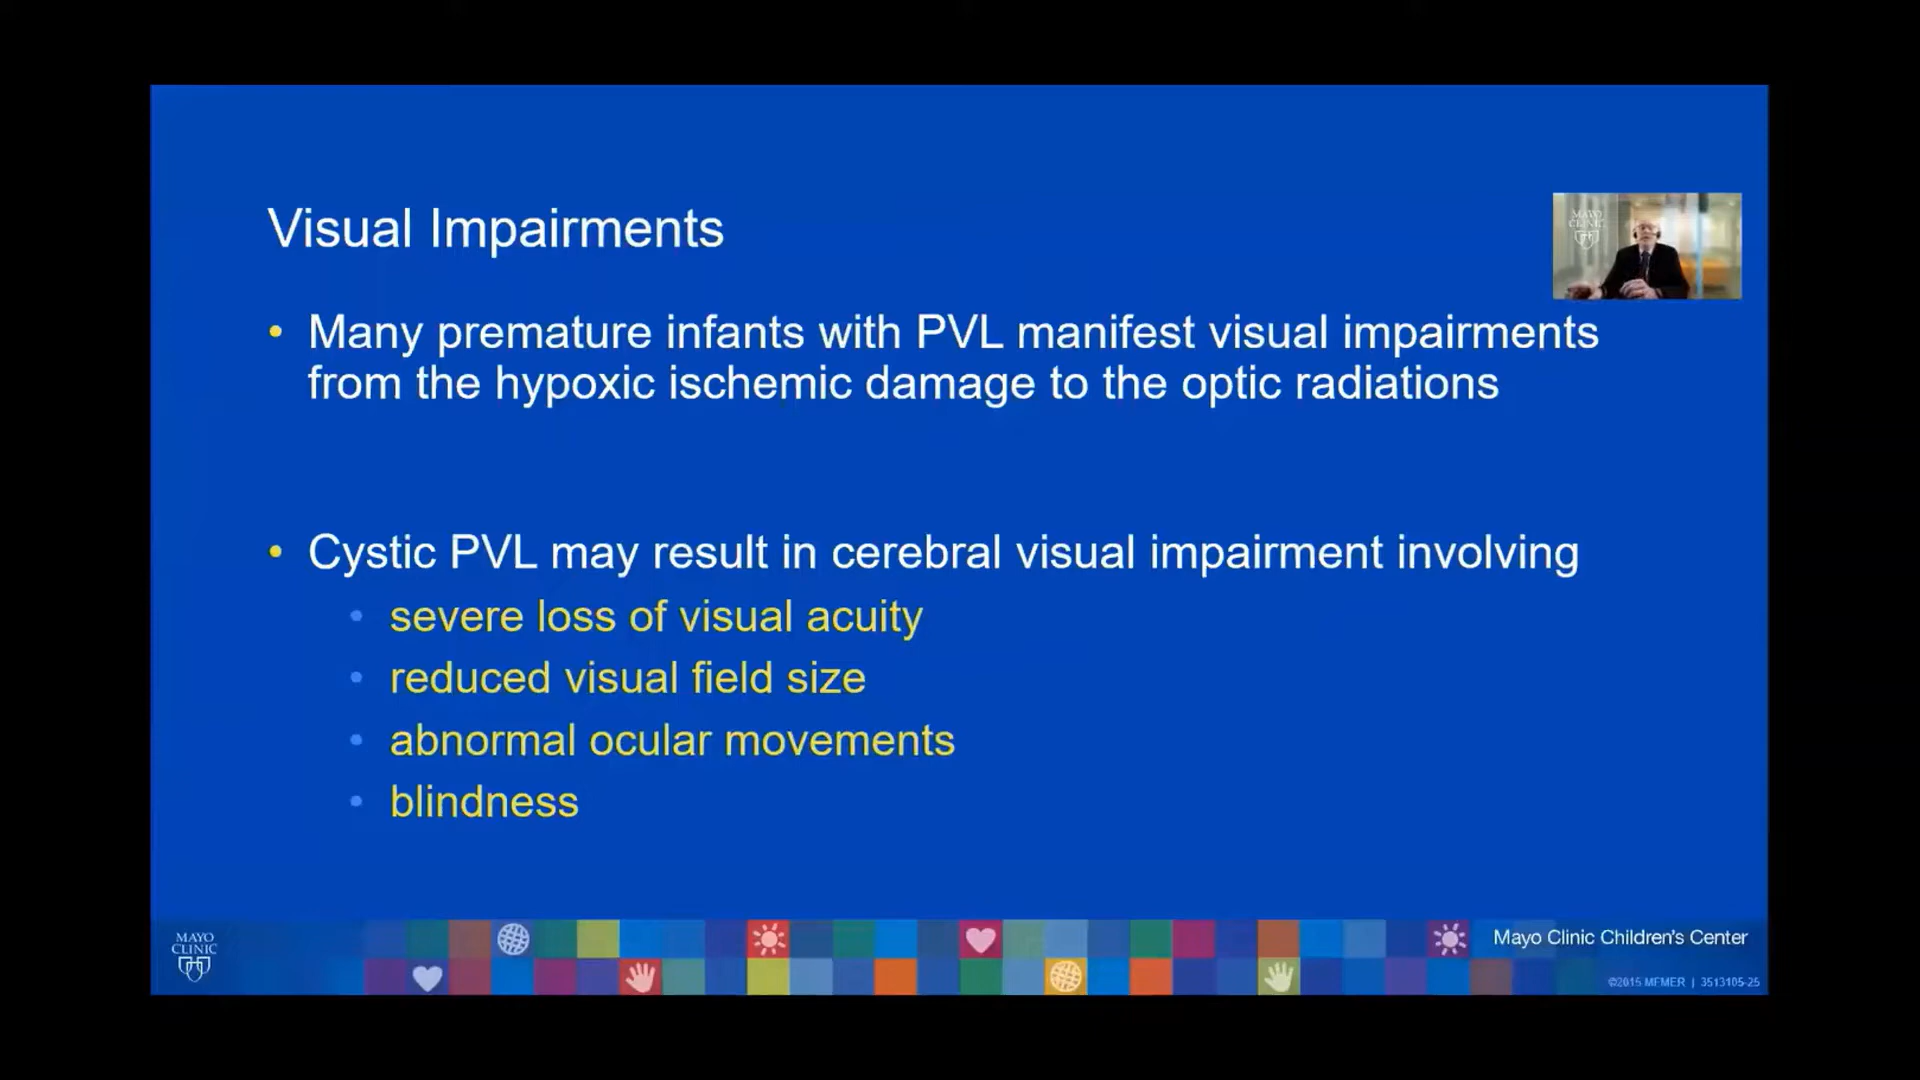 Visual Impairments
MAYO
CLINIC
• Many premature infants with PVL manifest visual impairments
from the hypoxic ischemic damage to the optic radiations
• Cystic PVL may result in cerebral visual impairment involving
• severe loss of visual acuity
• reduced visual field size
• abnormal ocular movements
• blindness
MAYO
CLINIC
Mayo Clinic Children's Center
©2015 MFMER | 3513105-25